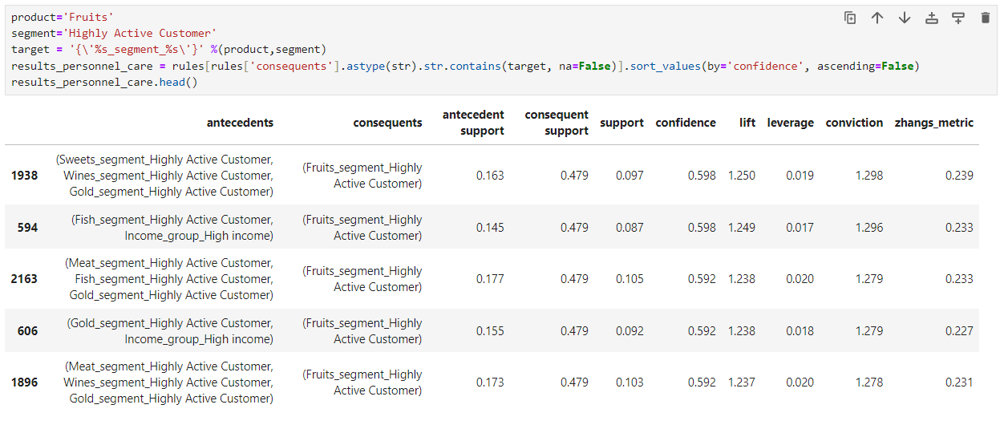 product='Fruits'
segment='Highly Active Customer'
target = '{\'%s_segment_%s\'}' %(product,segment)
results_personnel_care = rules[rules['consequents'].astype(str).str.contains(target, na=False)].sort_values(by='confidence', ascending=False)
results_personnel_care.head()
antecedents consequents antecedent support consequent support support confidence lift leverage conviction zhangs_metric
1938 (Sweets_segment_Highly Active Customer, Wines_segment_Highly Active Customer, Gold_segment_Highly Active Customer) (Fruits_segment_Highly Active Customer) 0.163 0.479 0.097 0.598 1.250 0.019 1.298 0.239
594 (Fish_segment_Highly Active Customer, Income_group_High income) (Fruits_segment_Highly Active Customer) 0.145 0.479 0.087 0.598 1.249 0.017 1.296 0.233
2163 (Meat_segment_Highly Active Customer, Fish_segment_Highly Active Customer, Gold_segment_Highly Active Customer) (Fruits_segment_Highly Active Customer) 0.177 0.479 0.105 0.592 1.238 0.020 1.279 0.233
606 (Gold_segment_Highly Active Customer, Income_group_High income) (Fruits_segment_Highly Active Customer) 0.155 0.479 0.092 0.592 1.238 0.018 1.279 0.227
1896 (Meat_segment_Highly Active Customer, Wines_segment_Highly Active Customer, Gold_segment_Highly Active Customer) (Fruits_segment_Highly Active Customer) 0.173 0.479 0.103 0.592 1.237 0.020 1.278 0.231